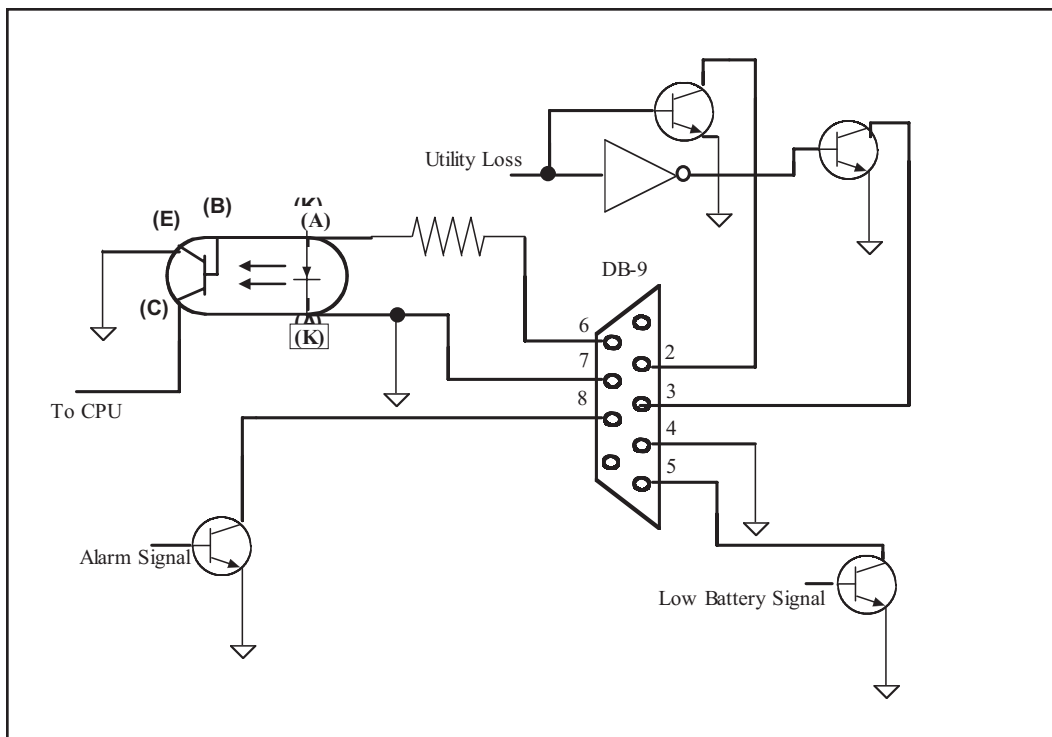 Utility Loss
(B)
(K)
(A)
(E)
DB-9
(C)
6
2
(A)
(K)
7
3
To CPU
8
4
5
Alarm Signal
Low Battery Signal